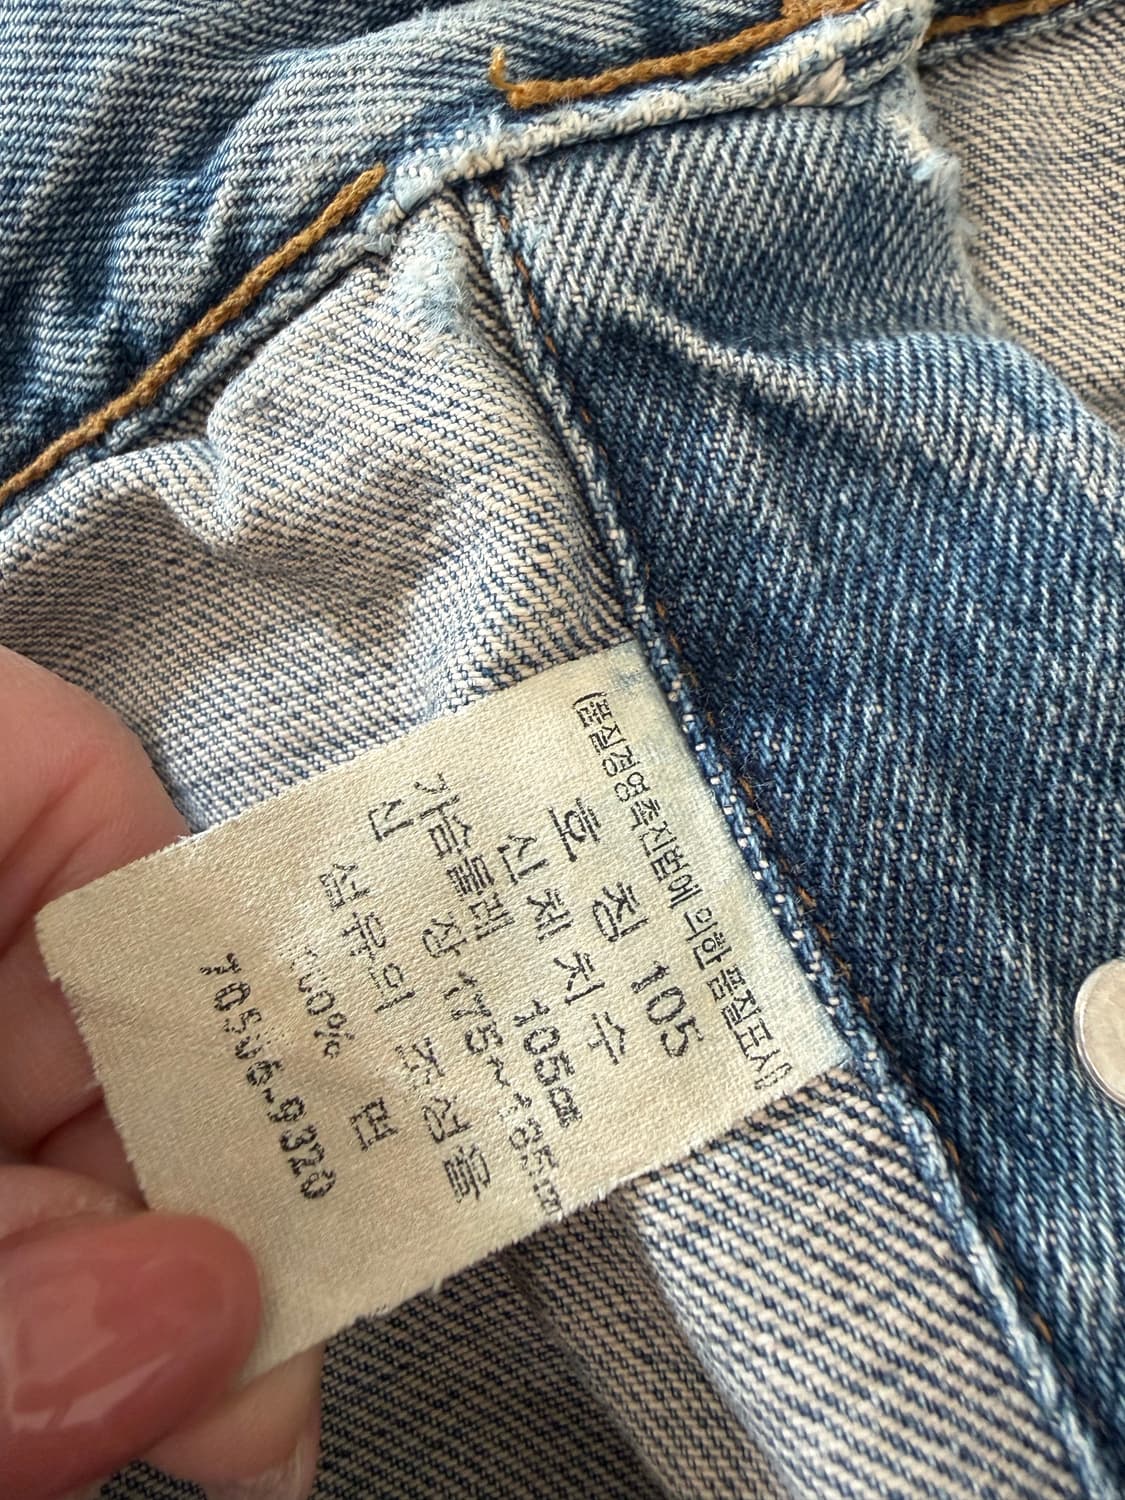 (품질경영촉진법에 의한 품질표시)
호칭 105
신체치수
가슴둘레 105cm
신장 175~185cm
섬유의 조성률
100% 면